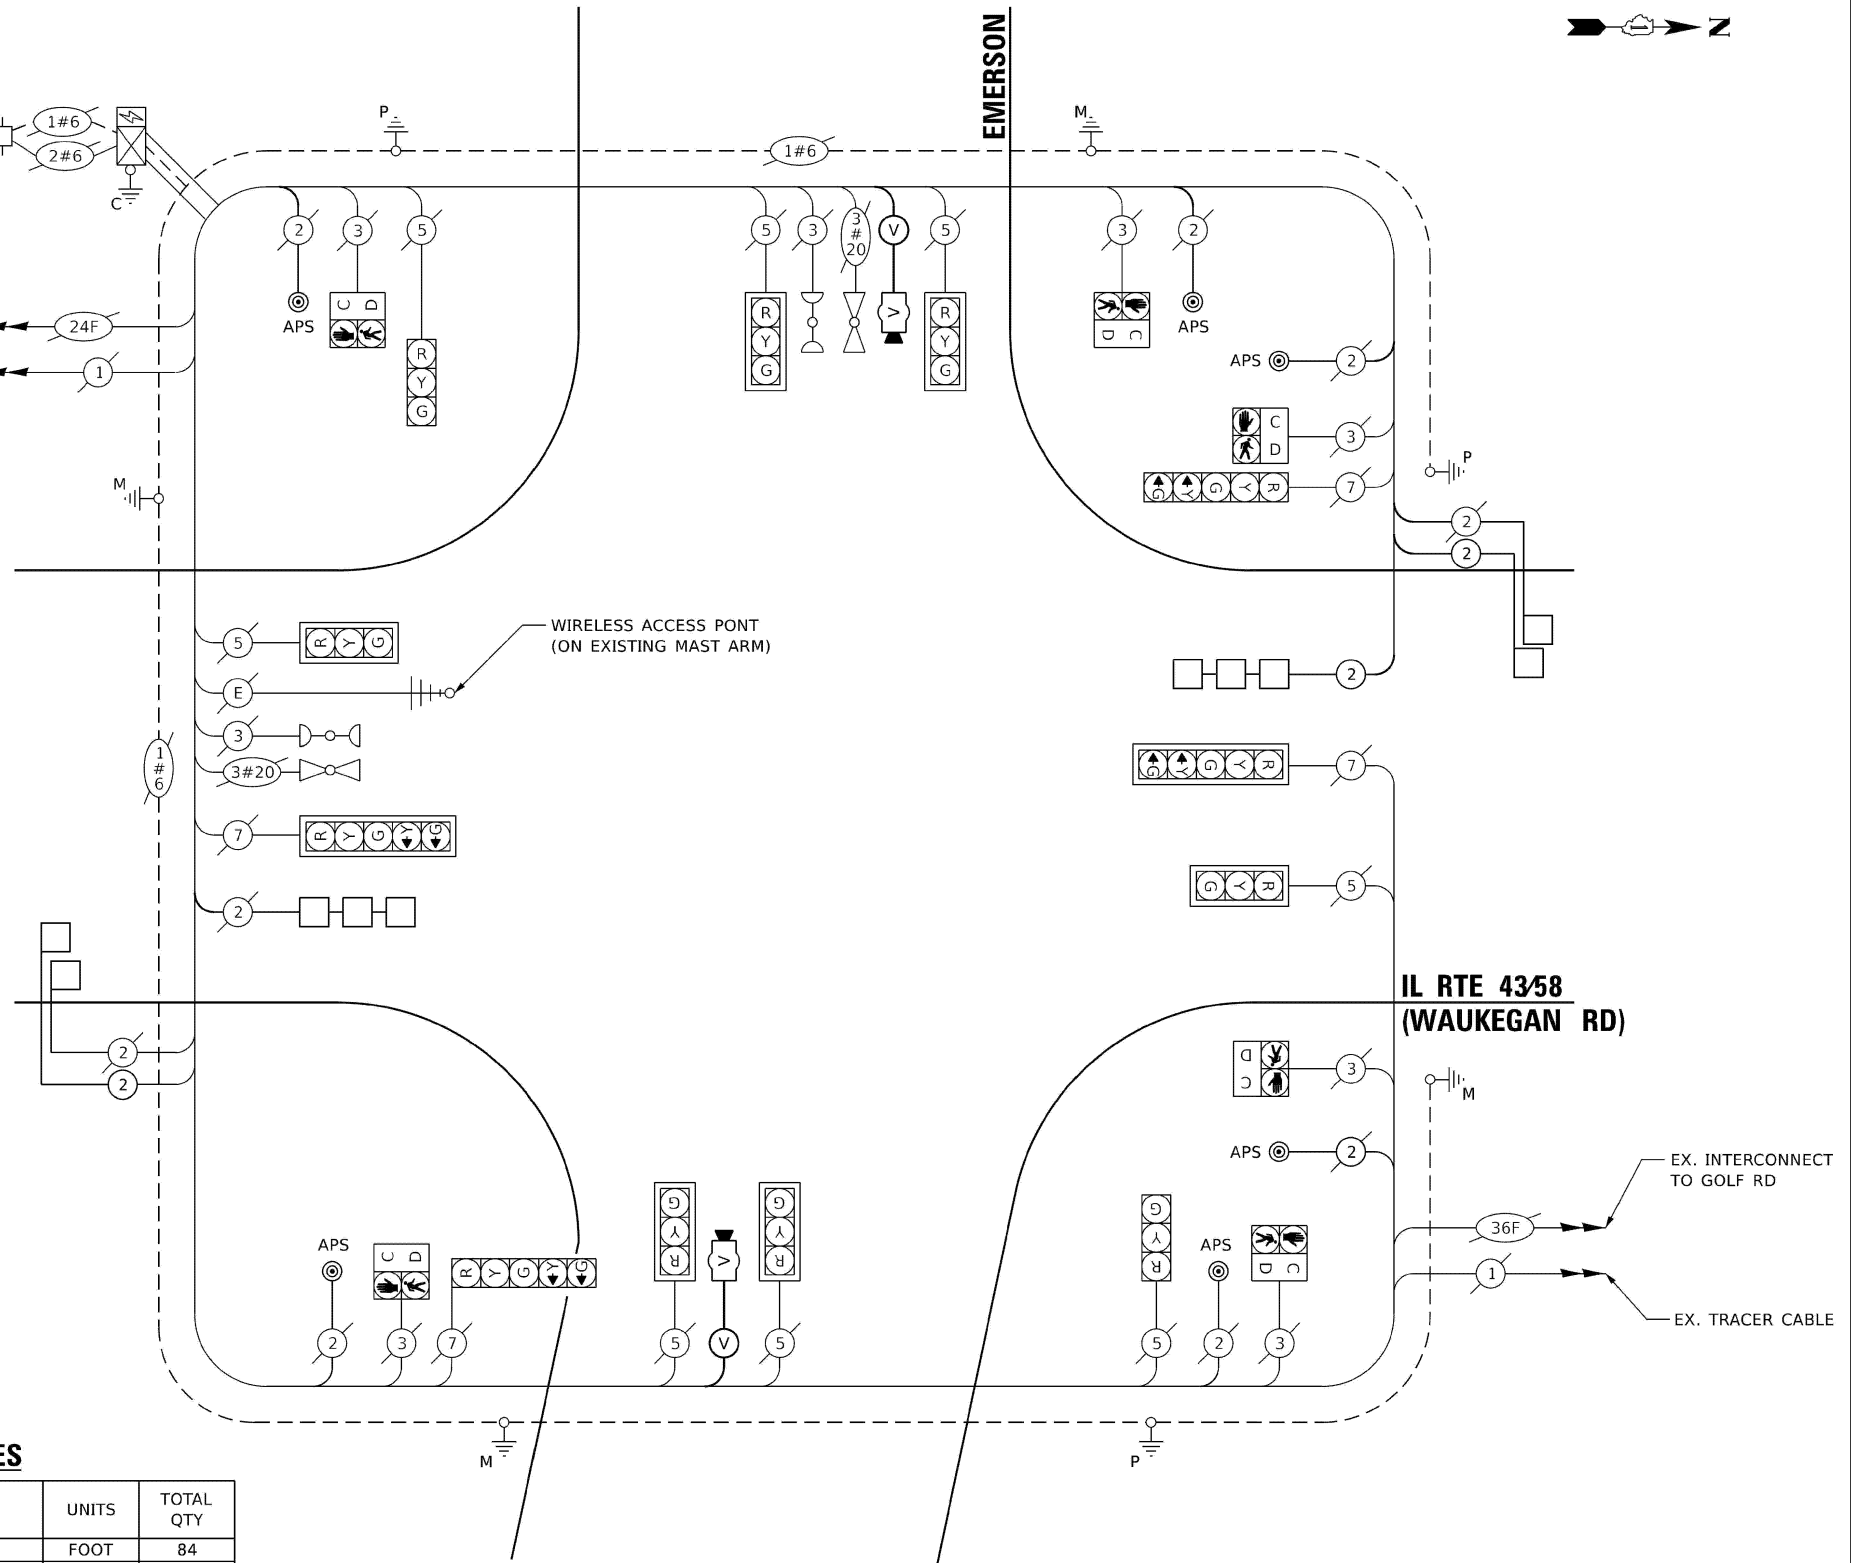 N
EMERSON
P
M
1#6
1#6
2#6
C
2
3
5
5
3
3
#
20
V
5
3
2
APS
C D
R
Y
G
R
Y
G
V
R
Y
G
D C
APS
24F
1
APS
2
C
D
3
G Y G Y R
7
P
M
2
2
5
R Y G
WIRELESS ACCESS PONT
(ON EXISTING MAST ARM)
E
2
3
1
#
6
3#20
G Y G Y R
7
7
R Y G Y G
G Y R
5
2
IL RTE 43/58
(WAUKEGAN RD)
2
2
D
C
3
M
APS
2
EX. INTERCONNECT
TO GOLF RD
36F
1
EX. TRACER CABLE
APS
C D
R Y G Y G
G
Y
R
V
G
Y
R
G
Y
R
APS
D C
2
3
7
5
V
5
5
2
3
M
P
ES
UNITS
TOTAL
QTY
FOOT
84